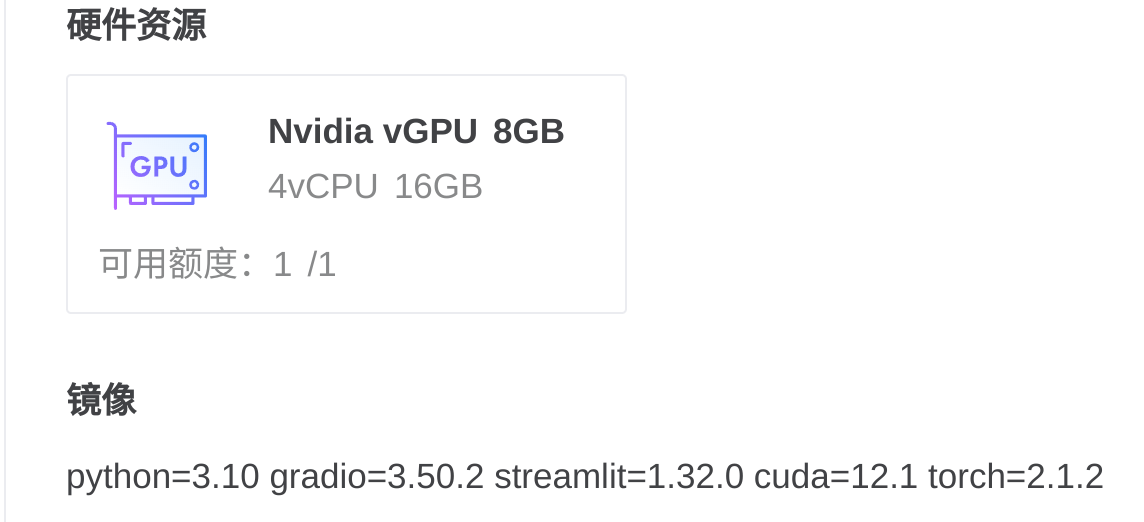 硬件资源
GPU
Nvidia vGPU 8GB
4vCPU 16GB
可用额度：1 /1
镜像
python=3.10 gradio=3.50.2 streamlit=1.32.0 cuda=12.1 torch=2.1.2